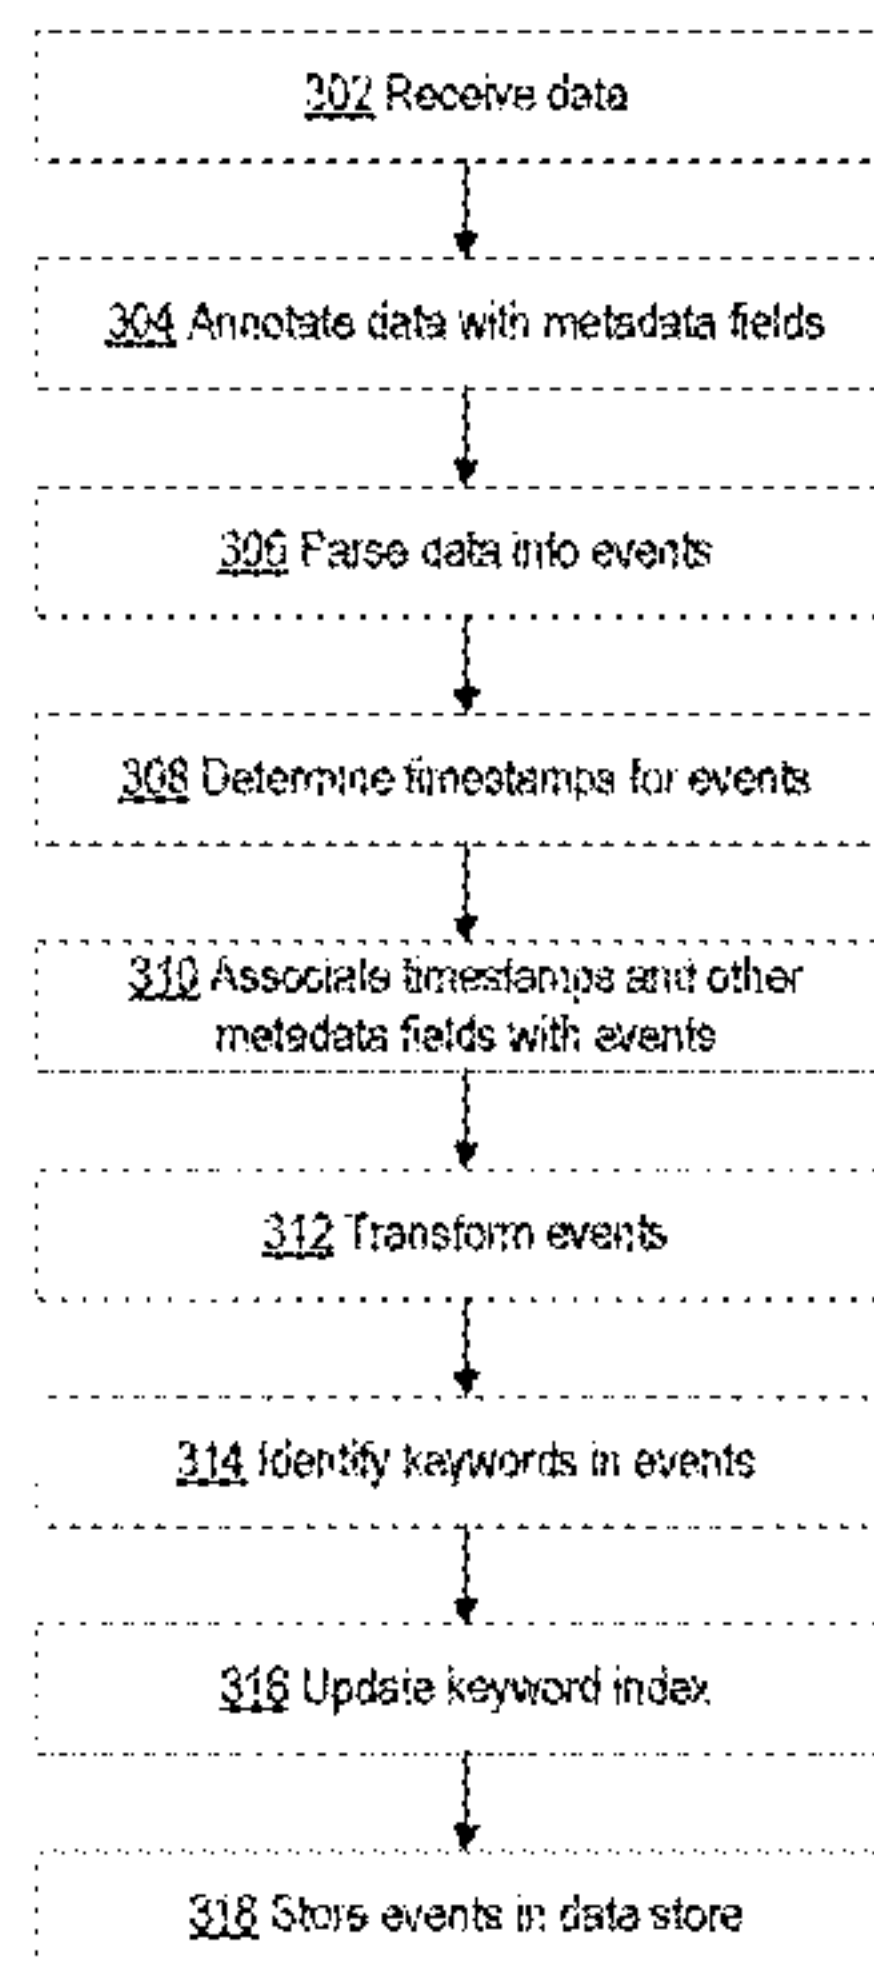 302 Receive data
304 Annotate data with metadata fields
306 Parse data into events
308 Determine timestamps for events
310 Associate timestamps and other
metadata fields with events
312 Transform events
314 Identify keywords in events
316 Update keyword index
318 Store events in data store